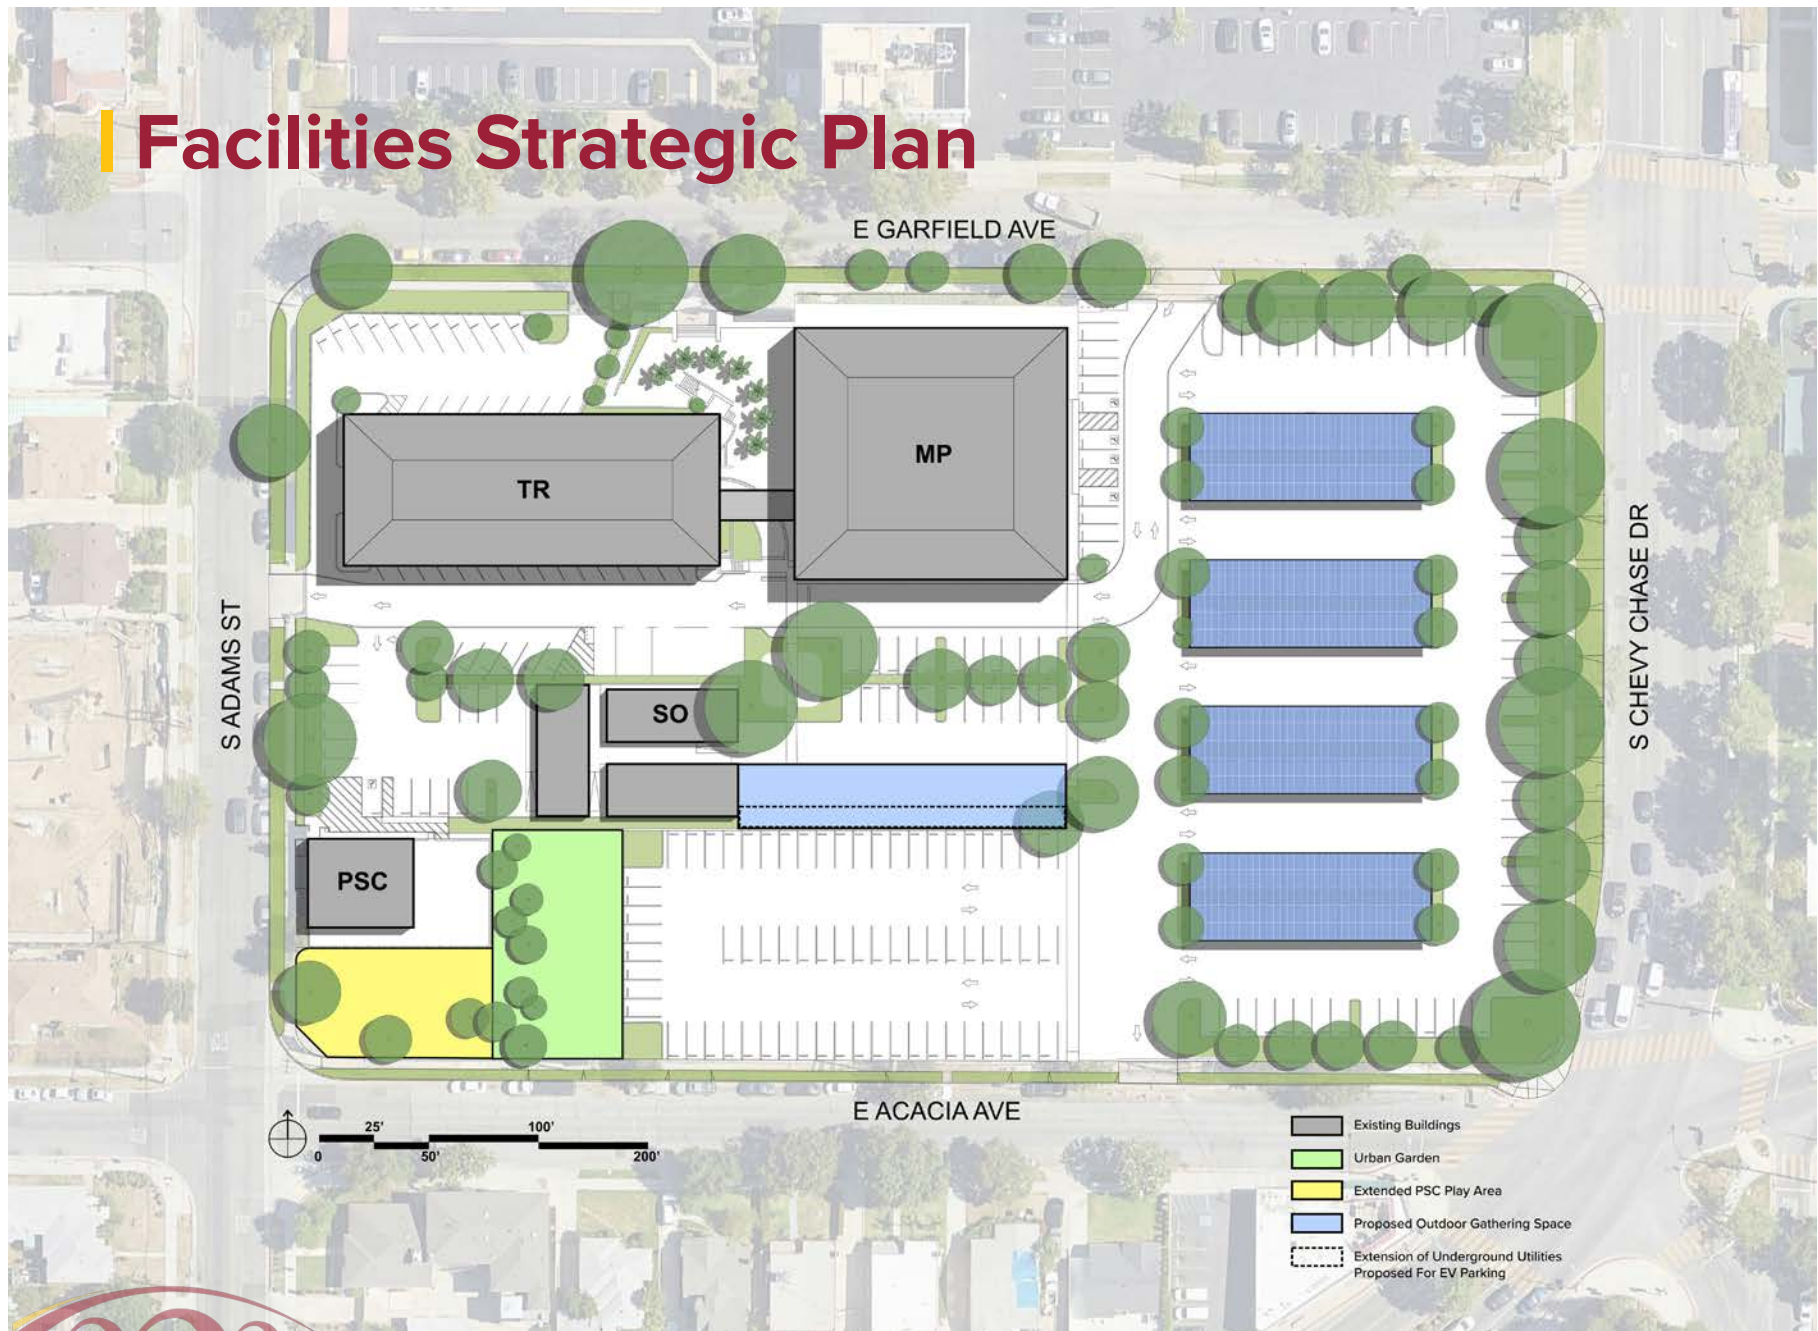 Facilities Strategic Plan
E GARFIELD AVE
MP
TR
S CHEVY CHASE DR
S ADAMS ST
SO
PSC
E ACACIA AVE
25'
100'
0
50'
200'
Existing Buildings
Urban Garden
Extended PSC Play Area
Proposed Outdoor Gathering Space
Extension of Underground Utilities
Proposed For EV Parking